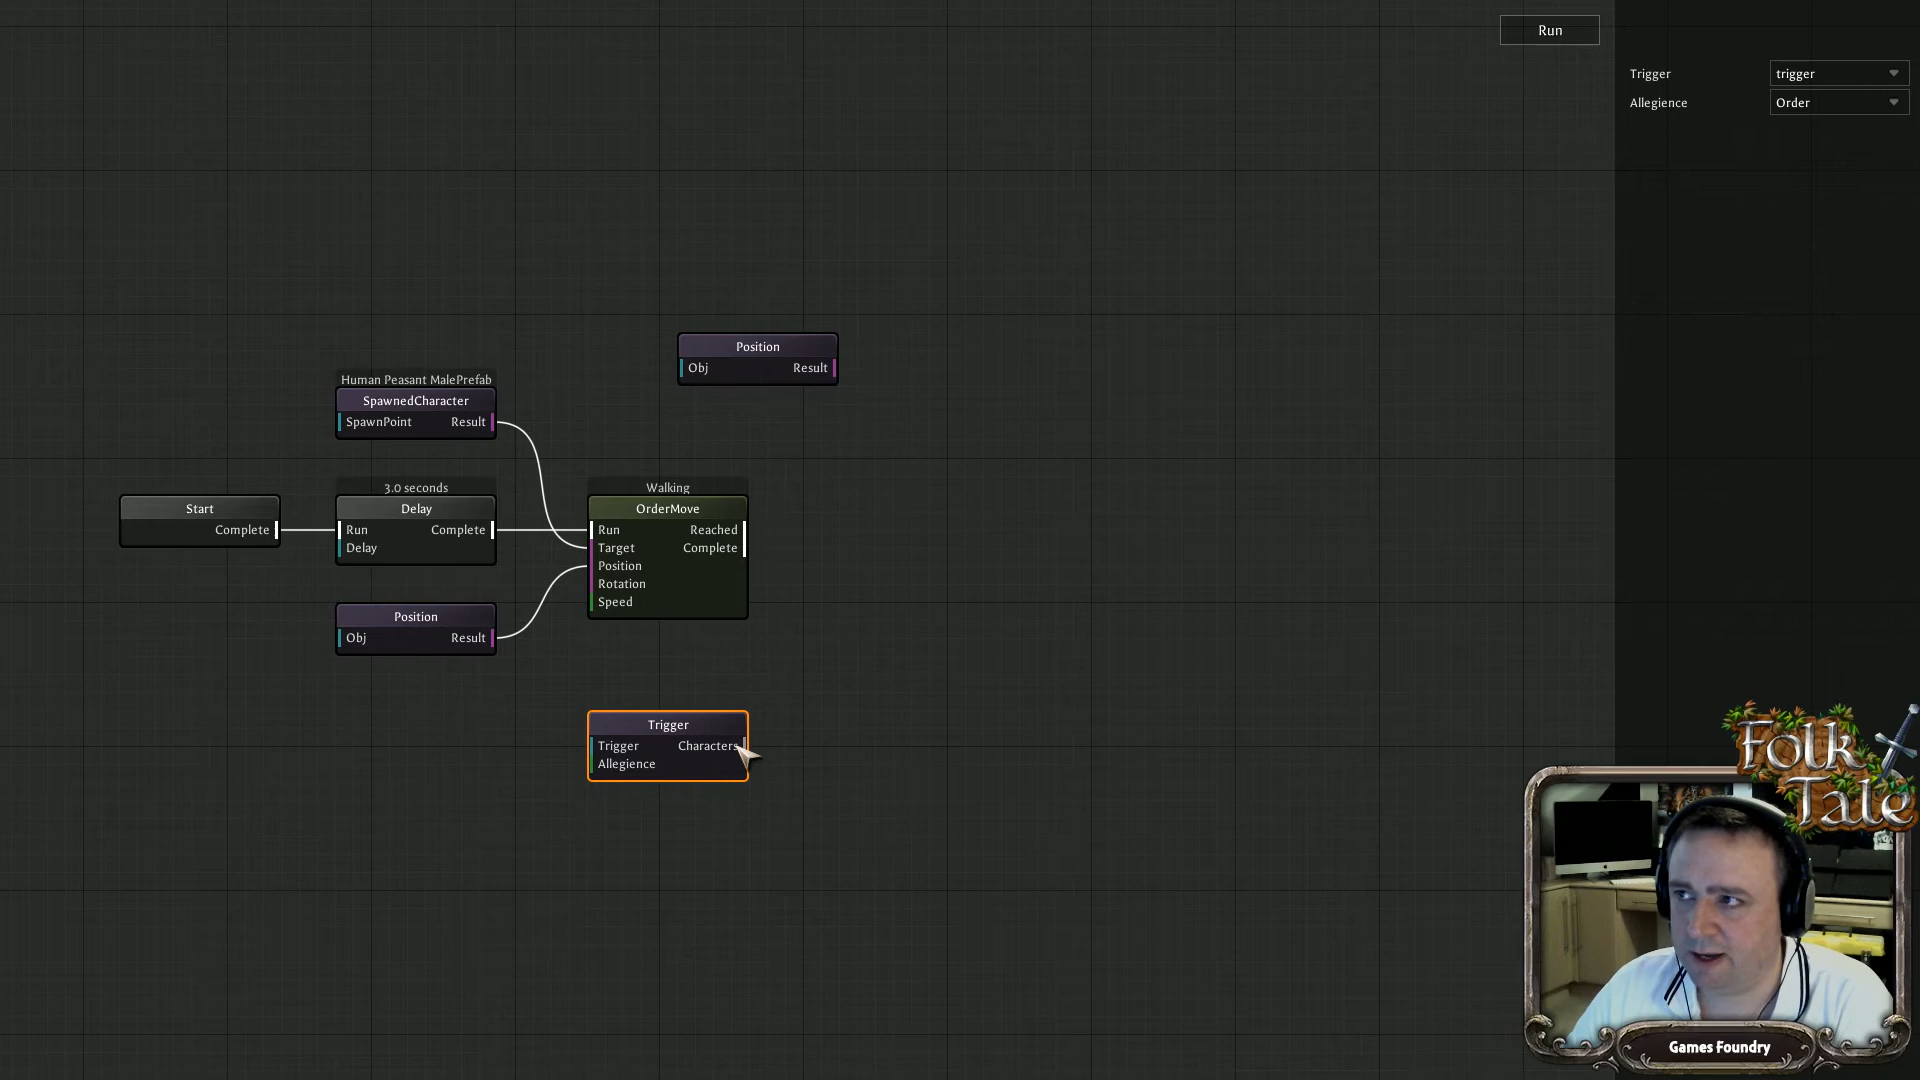 Run
Trigger trigger
Allegience Order
Position
Obj Result
Human Peasant MalePrefab
SpawnedCharacter
SpawnPoint Result
3.0 seconds
Walking
Start
Complete
Delay
Run Complete
Delay
OrderMove
Run Reached
Target Complete
Position
Rotation
Speed
Position
Obj Result
Trigger
Trigger Characters
Allegience
Folk
Tale
Games Foundry